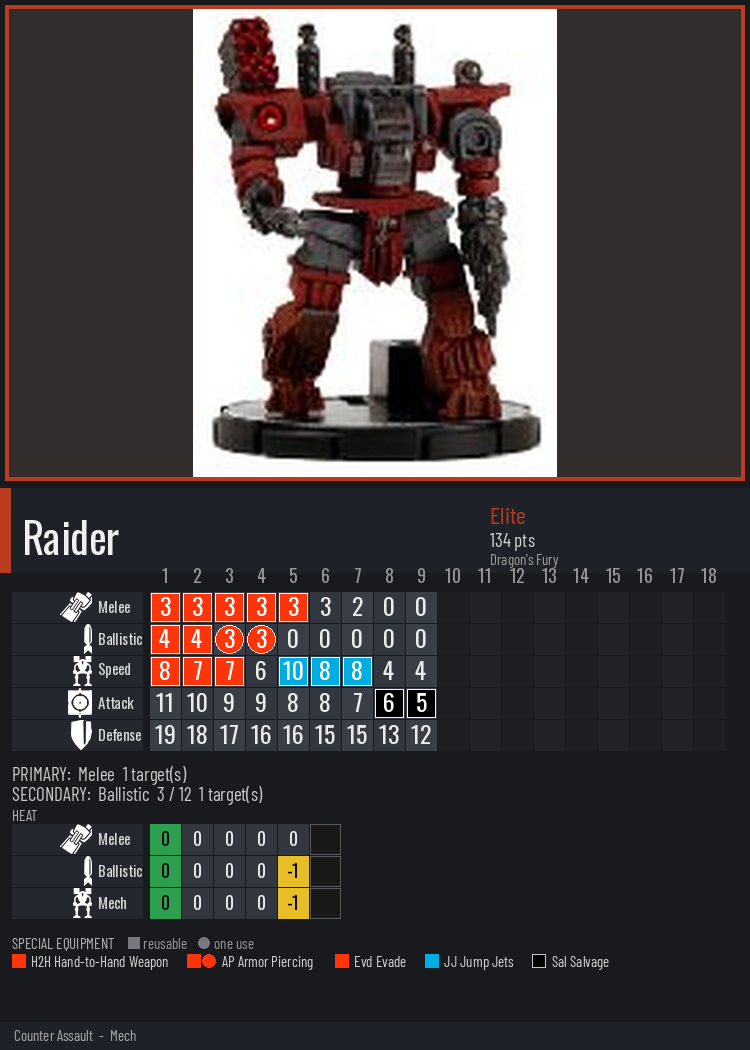 Raider
Elite
134 pts
Dragon's Fury
1 2 3 4 5 6 7 8 9 10 11 12 13 14 15 16 17 18
Melee 3 3 3 3 3 3 2 0 0
Ballistic 4 4 3 3 0 0 0 0 0
Speed 8 7 7 6 10 8 8 4 4
Attack 11 10 9 9 8 8 7 6 5
Defense 19 18 17 16 16 15 15 13 12
PRIMARY: Melee 1 target(s)
SECONDARY: Ballistic 3 / 12 1 target(s)
HEAT
Melee 0 0 0 0 0
Ballistic 0 0 0 0 -1
Mech 0 0 0 0 -1
SPECIAL EQUIPMENT reusable one use
H2H Hand-to-Hand Weapon AP Armor Piercing Evd Evade JJ Jump Jets Sal Salvage
Counter Assault - Mech